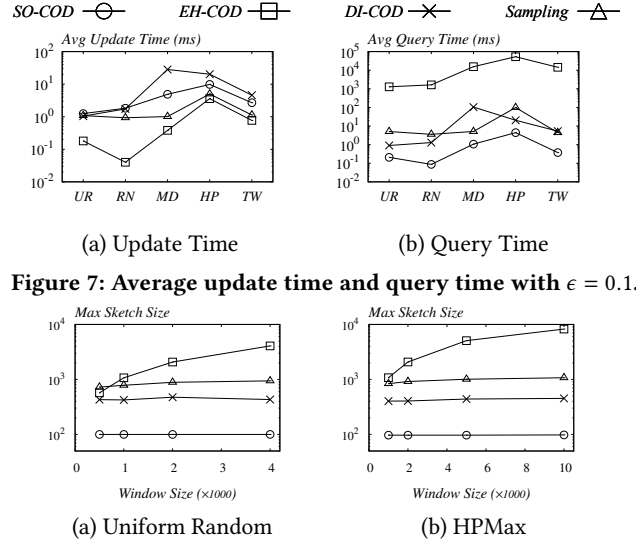 SO-COD EH-COD DI-COD Sampling
Avg Update Time (ms) Avg Query Time (ms)
10^2 10^1 10^0 10^-1 10^-2
UR RN MD HP TW
10^5 10^4 10^3 10^2 10^1 10^0 10^-1 10^-2
UR RN MD HP TW
(a) Update Time (b) Query Time
Figure 7: Average update time and query time with ϵ = 0.1.
Max Sketch Size Max Sketch Size
10^4 10^3 10^2
0 1 2 3 4
Window Size (×1000)
10^4 10^3 10^2
0 2 4 6 8 10
Window Size (×1000)
(a) Uniform Random (b) HPMax